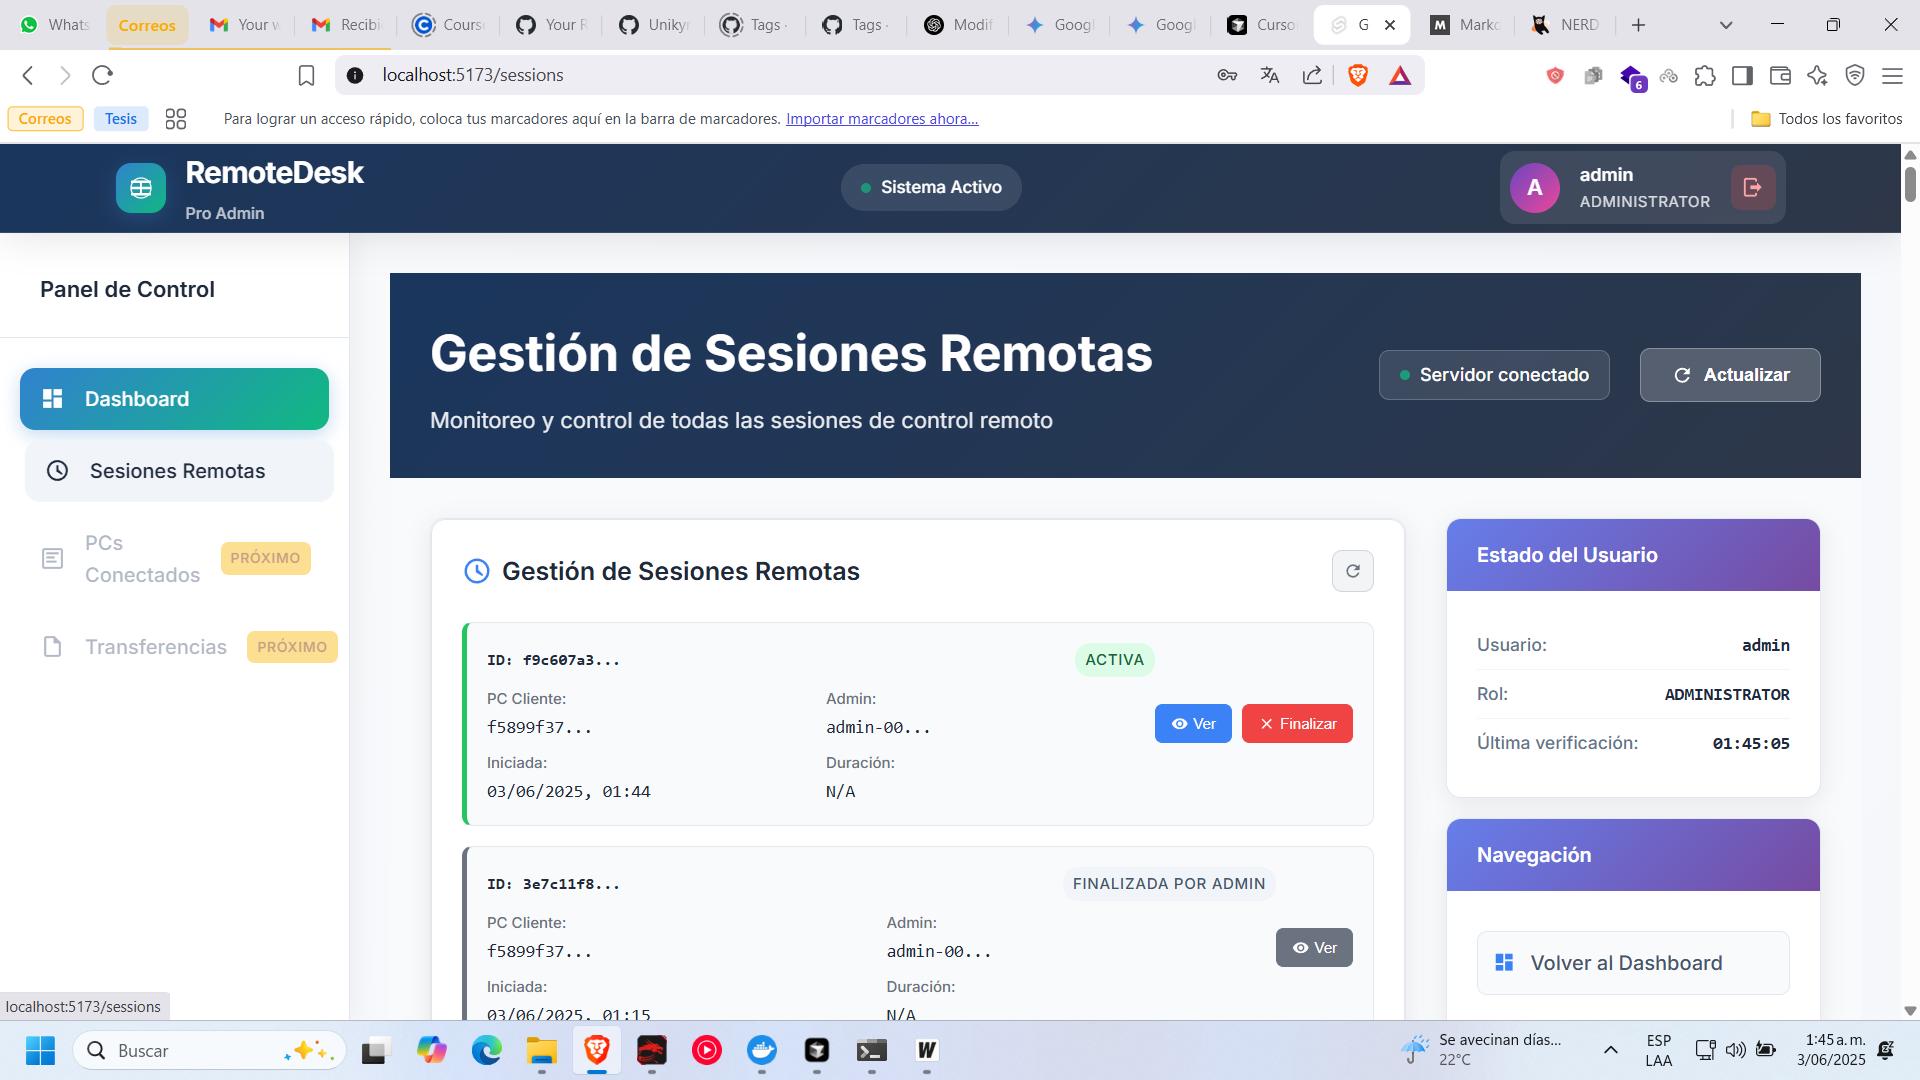 Whats
Correos
Your w
Recibi
Cours
Your R
Unikyr
Tags ·
Tags ·
Modif
Googl
Googl
Curso
G
Marko
NERD
localhost:5173/sessions
6
Correos
Tesis
Para lograr un acceso rápido, coloca tus marcadores aquí en la barra de marcadores. Importar marcadores ahora...
Todos los favoritos
RemoteDesk
Pro Admin
Sistema Activo
A
admin
ADMINISTRATOR
Panel de Control
Dashboard
Sesiones Remotas
PCs
Conectados
PRÓXIMO
Transferencias
PRÓXIMO
Gestión de Sesiones Remotas
Monitoreo y control de todas las sesiones de control remoto
Servidor conectado
Actualizar
Gestión de Sesiones Remotas
ID: f9c607a3...
ACTIVA
PC Cliente:
f5899f37...
Admin:
admin-00...
Iniciada:
03/06/2025, 01:44
Duración:
N/A
Ver
Finalizar
ID: 3e7c11f8...
FINALIZADA POR ADMIN
PC Cliente:
f5899f37...
Admin:
admin-00...
Iniciada:
03/06/2025, 01:15
Duración:
N/A
Ver
Estado del Usuario
Usuario:
admin
Rol:
ADMINISTRATOR
Última verificación:
01:45:05
Navegación
Volver al Dashboard
localhost:5173/sessions
Buscar
Se avecinan días...
22°C
ESP
LAA
1:45 a. m.
3/06/2025